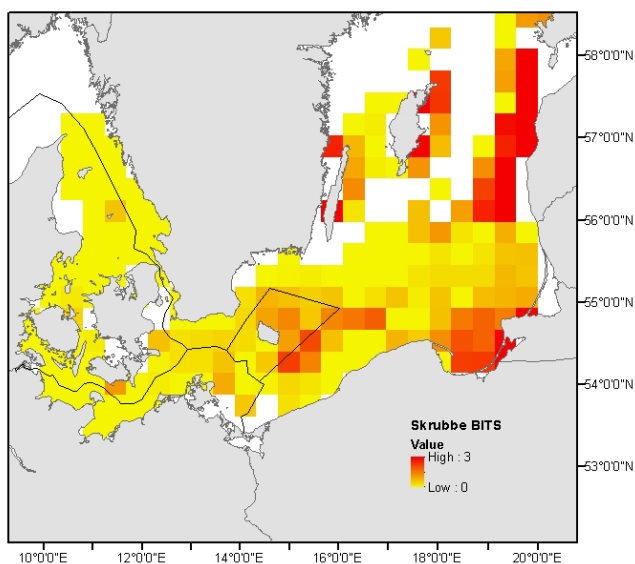 58°0'0"N
57°0'0"N
56°0'0"N
55°0'0"N
54°0'0"N
Skrubbe BITS
Value
High : 3
Low : 0
53°0'0"N
10°0'0"E
12°0'0"E
14°0'0"E
16°0'0"E
18°0'0"E
20°0'0"E